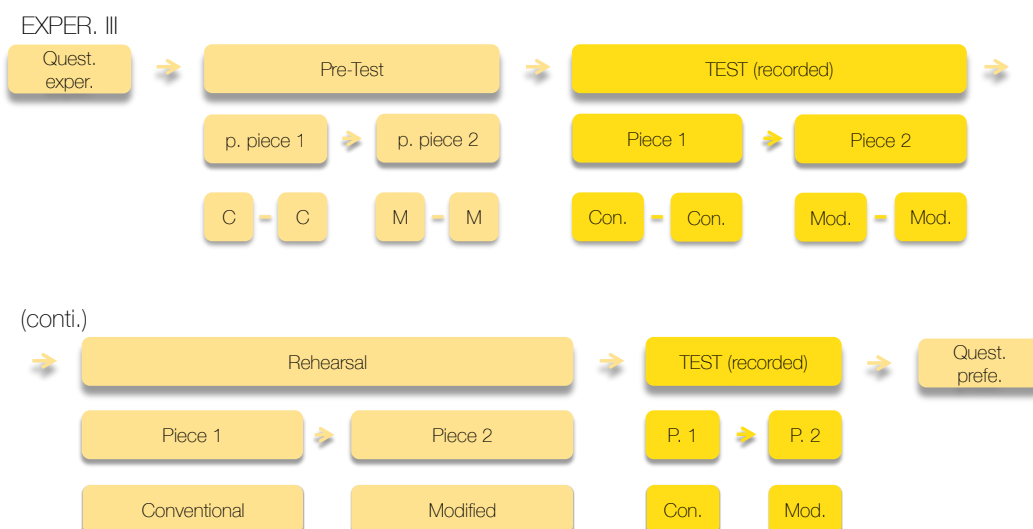 EXPER. III
Quest.
exper.
Pre-Test
TEST (recorded)
p. piece 1
p. piece 2
Piece 1
Piece 2
C
C
M
M
Con.
Con.
Mod.
Mod.
(conti.)
Rehearsal
TEST (recorded)
Quest.
prefe.
Piece 1
Piece 2
P. 1
P. 2
Conventional
Modified
Con.
Mod.